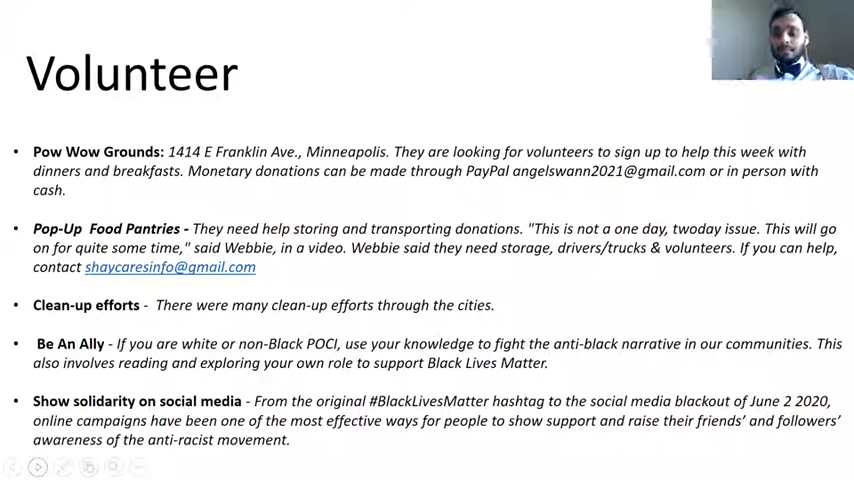 Volunteer
• Pow Wow Grounds: 1414 E Franklin Ave., Minneapolis. They are looking for volunteers to sign up to help this week with
dinners and breakfasts. Monetary donations can be made through PayPal angelswann2021@gmail.com or in person with
cash.
• Pop-Up Food Pantries - They need help storing and transporting donations. "This is not a one day, twoday issue. This will go
on for quite some time," said Webbie, in a video. Webbie said they need storage, drivers/trucks & volunteers. If you can help,
contact shaycaresinfo@gmail.com
• Clean-up efforts - There were many clean-up efforts through the cities.
• Be An Ally - If you are white or non-Black POCI, use your knowledge to fight the anti-black narrative in our communities. This
also involves reading and exploring your own role to support Black Lives Matter.
• Show solidarity on social media - From the original #BlackLivesMatter hashtag to the social media blackout of June 2 2020,
online campaigns have been one of the most effective ways for people to show support and raise their friends’ and followers’
awareness of the anti-racist movement.